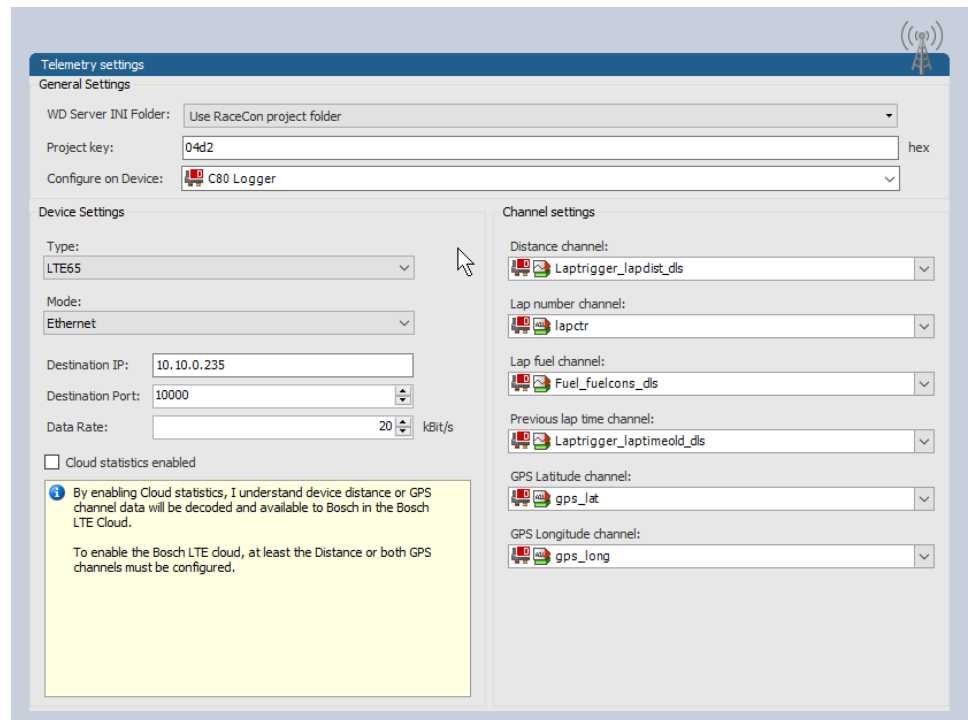 Telemetry settings
General Settings
WD Server INI Folder: Use RaceCon project folder
Project key: 04d2 hex
Configure on Device: C80 Logger
Device Settings
Type:
LTE65
Mode:
Ethernet
Destination IP: 10.10.0.235
Destination Port: 10000
Data Rate: 20 kBit/s
Cloud statistics enabled
By enabling Cloud statistics, I understand device distance or GPS
channel data will be decoded and available to Bosch in the Bosch
LTE Cloud.
To enable the Bosch LTE cloud, at least the Distance or both GPS
channels must be configured.
Channel settings
Distance channel:
Laptrigger_lapdist_dls
Lap number channel:
lapctr
Lap fuel channel:
Fuel_fuelcons_dls
Previous lap time channel:
Laptrigger_laptimeold_dls
GPS Latitude channel:
gps_lat
GPS Longitude channel:
gps_long